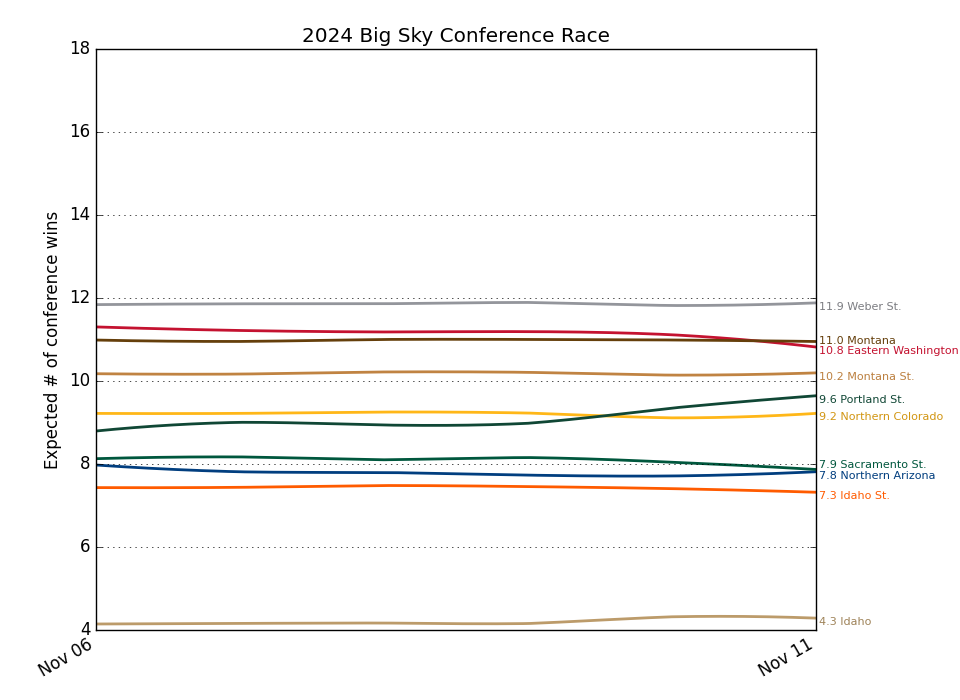 2024 Big Sky Conference Race
Expected # of conference wins
18
16
14
12
10
8
6
4
Nov 06
Nov 11
11.9 Weber St.
11.0 Montana
10.8 Eastern Washington
10.2 Montana St.
9.6 Portland St.
9.2 Northern Colorado
7.9 Sacramento St.
7.8 Northern Arizona
7.3 Idaho St.
4.3 Idaho